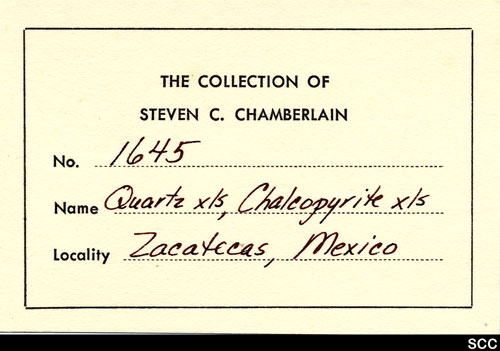 THE COLLECTION OF
STEVEN C. CHAMBERLAIN
No. 1645
Name Quartz xls, Chalcopyrite xls
Locality Zacatecas, Mexico
SCC